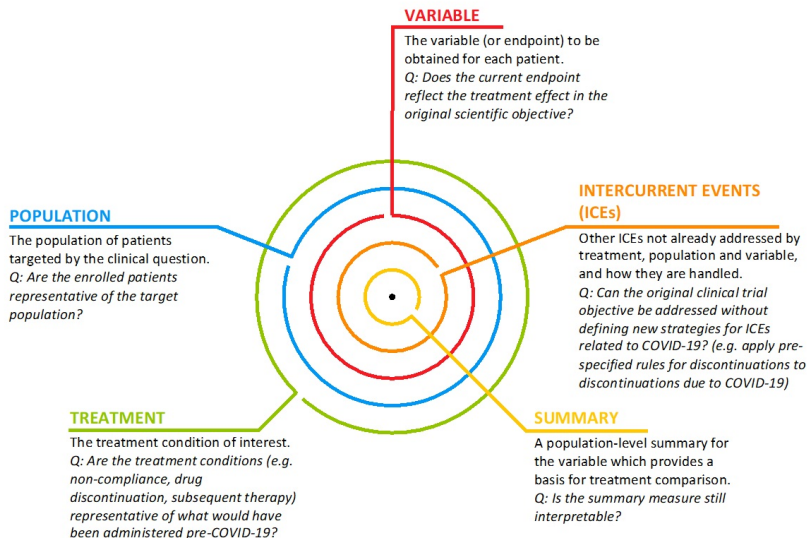 VARIABLE
The variable (or endpoint) to be
obtained for each patient.
Q: Does the current endpoint
reflect the treatment effect in the
original scientific objective?
POPULATION
The population of patients
targeted by the clinical question.
Q: Are the enrolled patients
representative of the target
population?
INTERCURRENT EVENTS
(ICEs)
Other ICEs not already addressed by
treatment, population and variable,
and how they are handled.
Q: Can the original clinical trial
objective be addressed without
defining new strategies for ICEs
related to COVID-19? (e.g. apply pre-
specified rules for discontinuations to
discontinuations due to COVID-19)
TREATMENT
The treatment condition of interest.
Q: Are the treatment conditions (e.g.
non-compliance, drug
discontinuation, subsequent therapy)
representative of what would have
been administered pre-COVID-19?
SUMMARY
A population-level summary for
the variable which provides a
basis for treatment comparison.
Q: Is the summary measure still
interpretable?